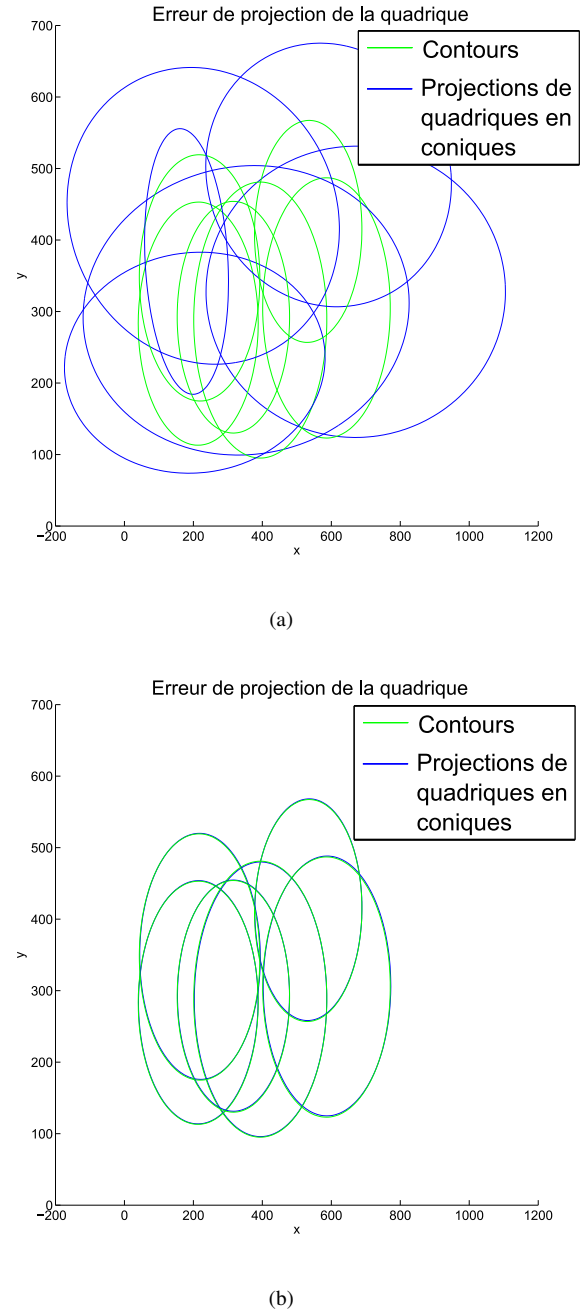 Erreur de projection de la quadrique
700
600
500
400
300
200
100
0
y
Contours
Projections de
quadriques en
coniques
−200 0 200 400 600 800 1000 1200
x
(a)
Erreur de projection de la quadrique
700
600
500
400
300
200
100
0
y
Contours
Projections de
quadriques en
coniques
−200 0 200 400 600 800 1000 1200
x
(b)